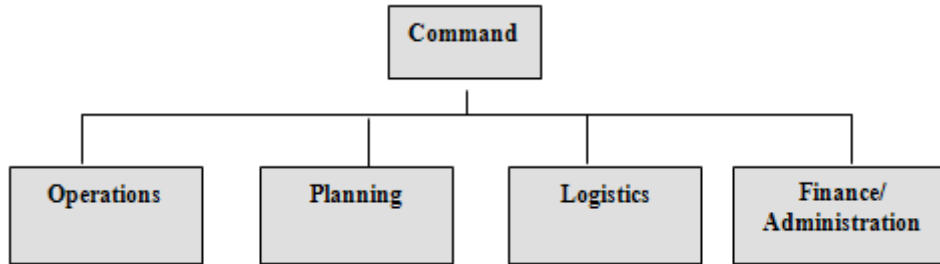 Command
Operations
Planning
Logistics
Finance/
Administration